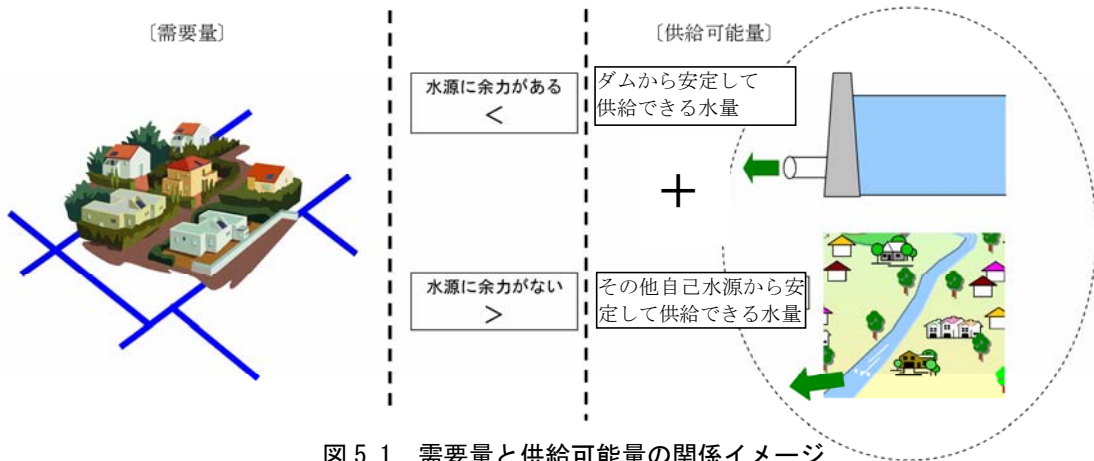 〔需要量〕
〔供給可能量〕
水源に余力がある
＜
ダムから安定して
供給できる水量
＋
水源に余力がない
＞
その他自己水源から安
定して供給できる水量
図 5.1 需要量と供給可能量の関係イメージ